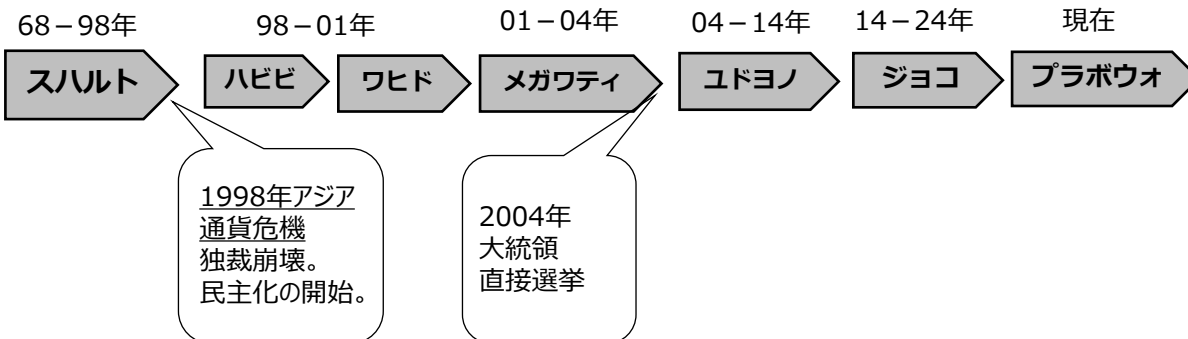 68－98年
98－01年
01－04年
04－14年
14－24年
現在
スハルト
ハビビ
ワヒド
メガワティ
ユドヨノ
ジョコ
プラボウォ
1998年アジア
通貨危機
独裁崩壊。
民主化の開始。
2004年
大統領
直接選挙